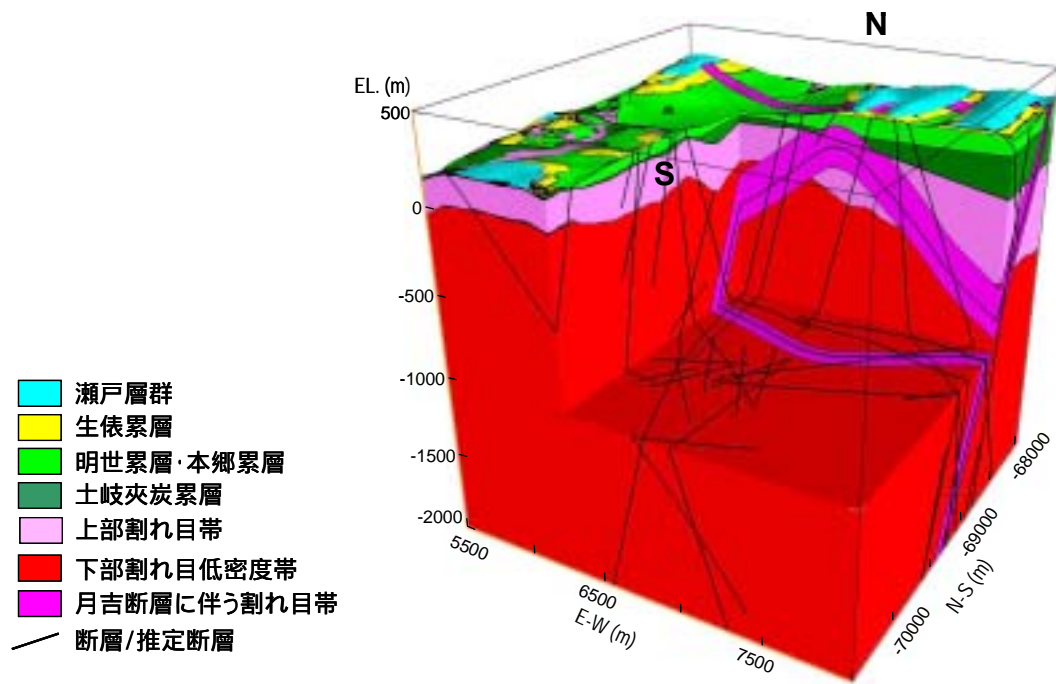 N
EL. (m)
500
S
0
-500
-1000
-1500
-2000
5500
6500
E-W (m)
7500
-70000
N-S (m)
-69000
-68000
瀬戸層群
生俵累層
明世累層・本郷累層
土岐夾炭累層
上部割れ目帯
下部割れ目低密度帯
月吉断層に伴う割れ目帯
断層/推定断層